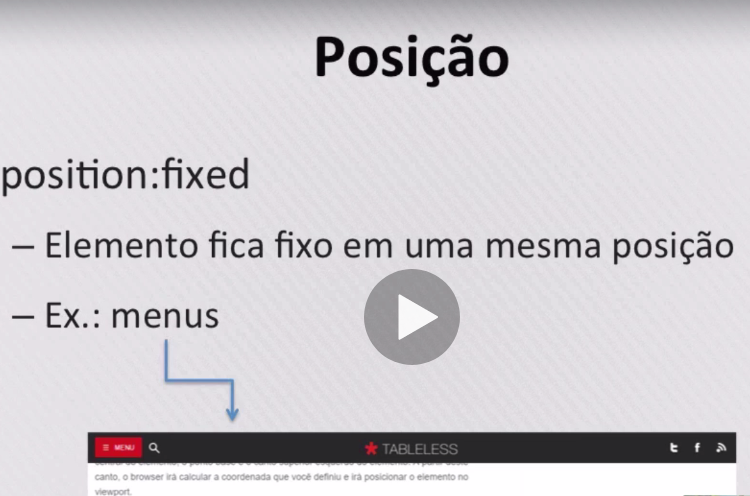 Posição
position:fixed
– Elemento fica fixo em uma mesma posição
– Ex.: menus
MENU
TABLELESS
canto, o browser irá calcular a coordenada que você definiu e irá posicionar o elemento no
viewport.